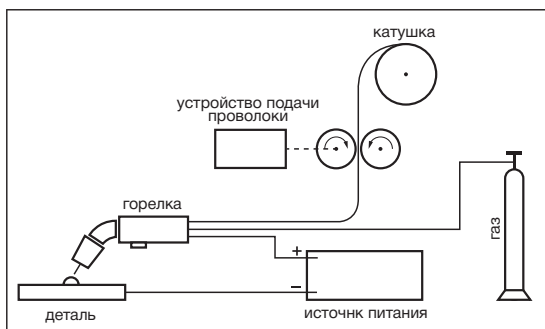 катушка
устройство подачи
проволоки
горелка
газ
+
–
деталь
источнк питания